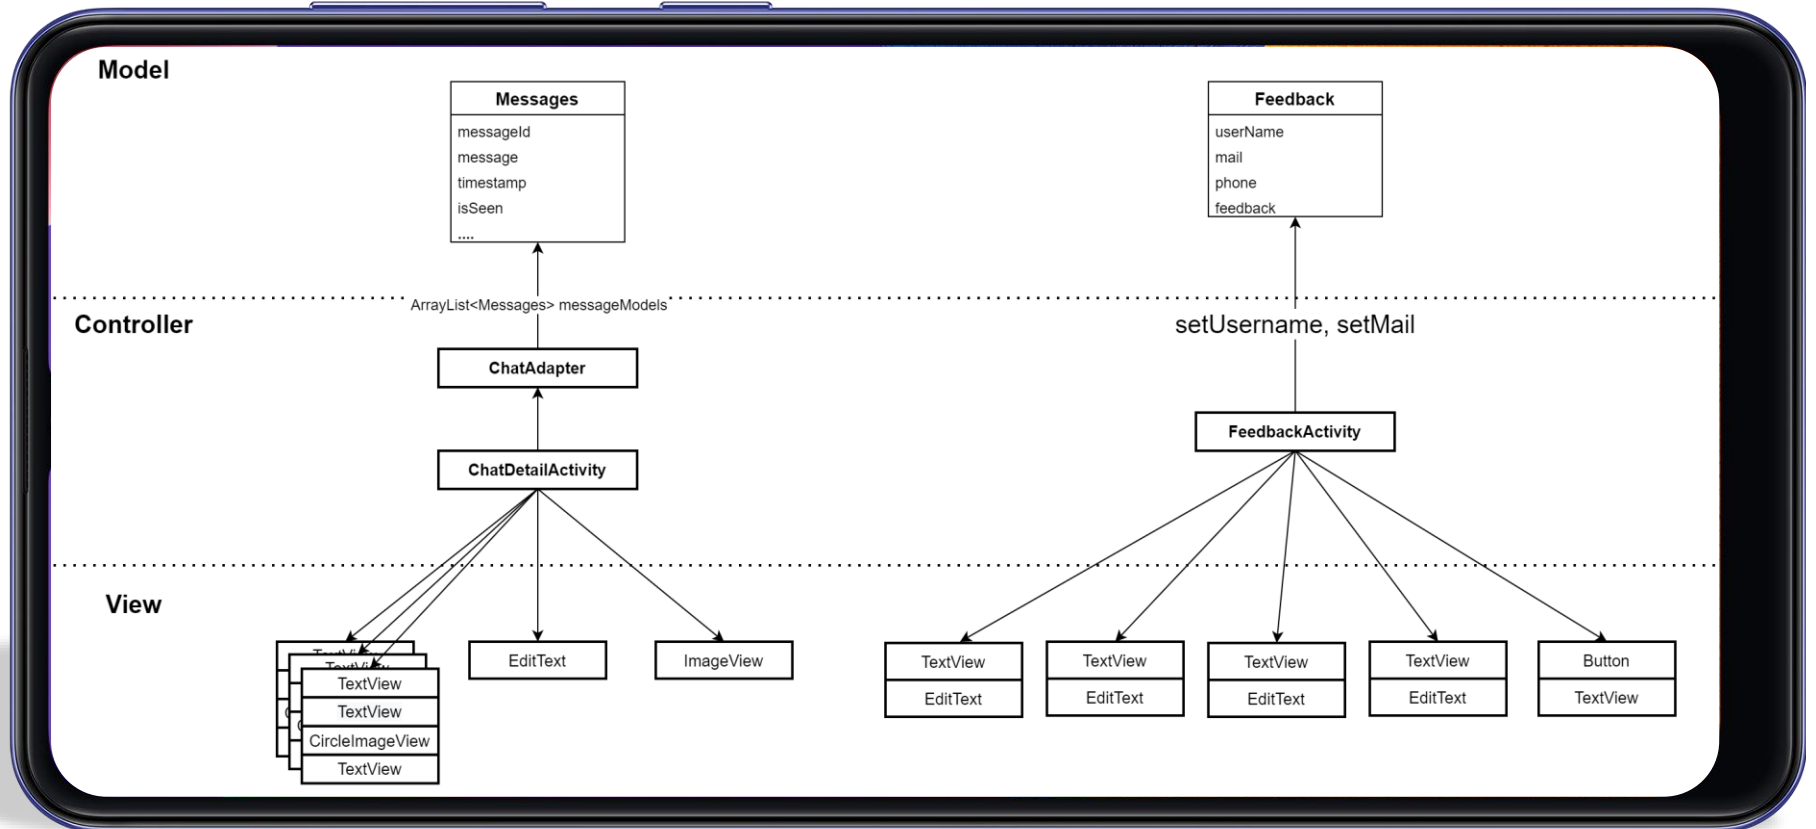 Model
Messages
messageId
message
timestamp
isSeen
....
Feedback
userName
mail
phone
feedback
ArrayList<Messages> messageModels
Controller
setUsername, setMail
ChatAdapter
FeedbackActivity
ChatDetailActivity
View
TextView
TextView
TextView
CircleImageView
TextView
EditText
ImageView
TextView
EditText
TextView
EditText
TextView
EditText
TextView
EditText
Button
TextView